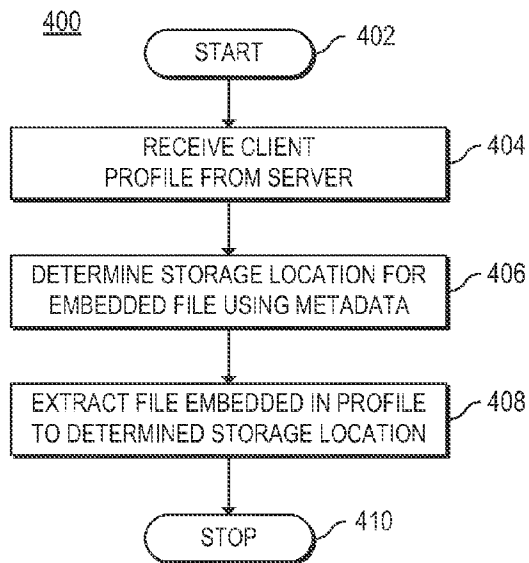 400
START
402
RECEIVE CLIENT
PROFILE FROM SERVER
404
DETERMINE STORAGE LOCATION FOR
EMBEDDED FILE USING METADATA
406
EXTRACT FILE EMBEDDED IN PROFILE
TO DETERMINED STORAGE LOCATION
408
STOP
410